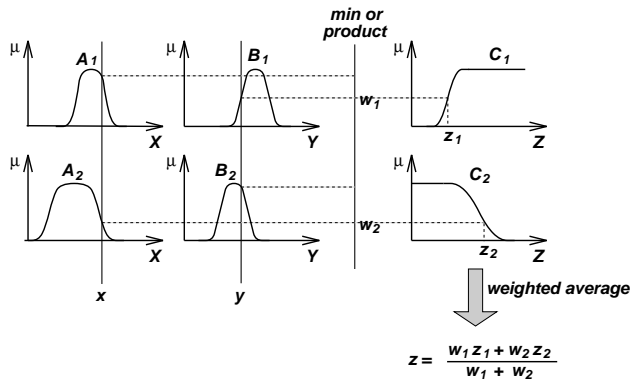 min or
product
μ A₁ X
μ B₁ Y
w₁
μ C₁ z₁ Z
μ A₂ X
μ B₂ Y
w₂
μ C₂ z₂ Z
x y
weighted average
z = w₁ z₁ + w₂ z₂
w₁ + w₂